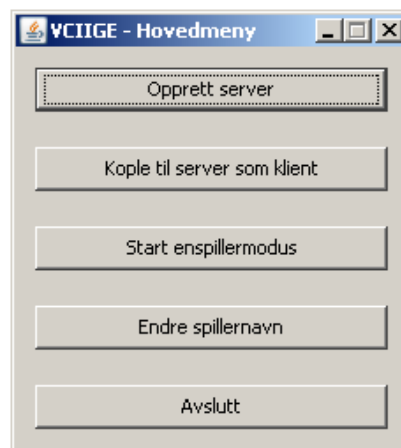 VCIIGE - Hovedmeny
Opprett server
Kople til server som klient
Start enspillermodus
Endre spillernavn
Avslutt